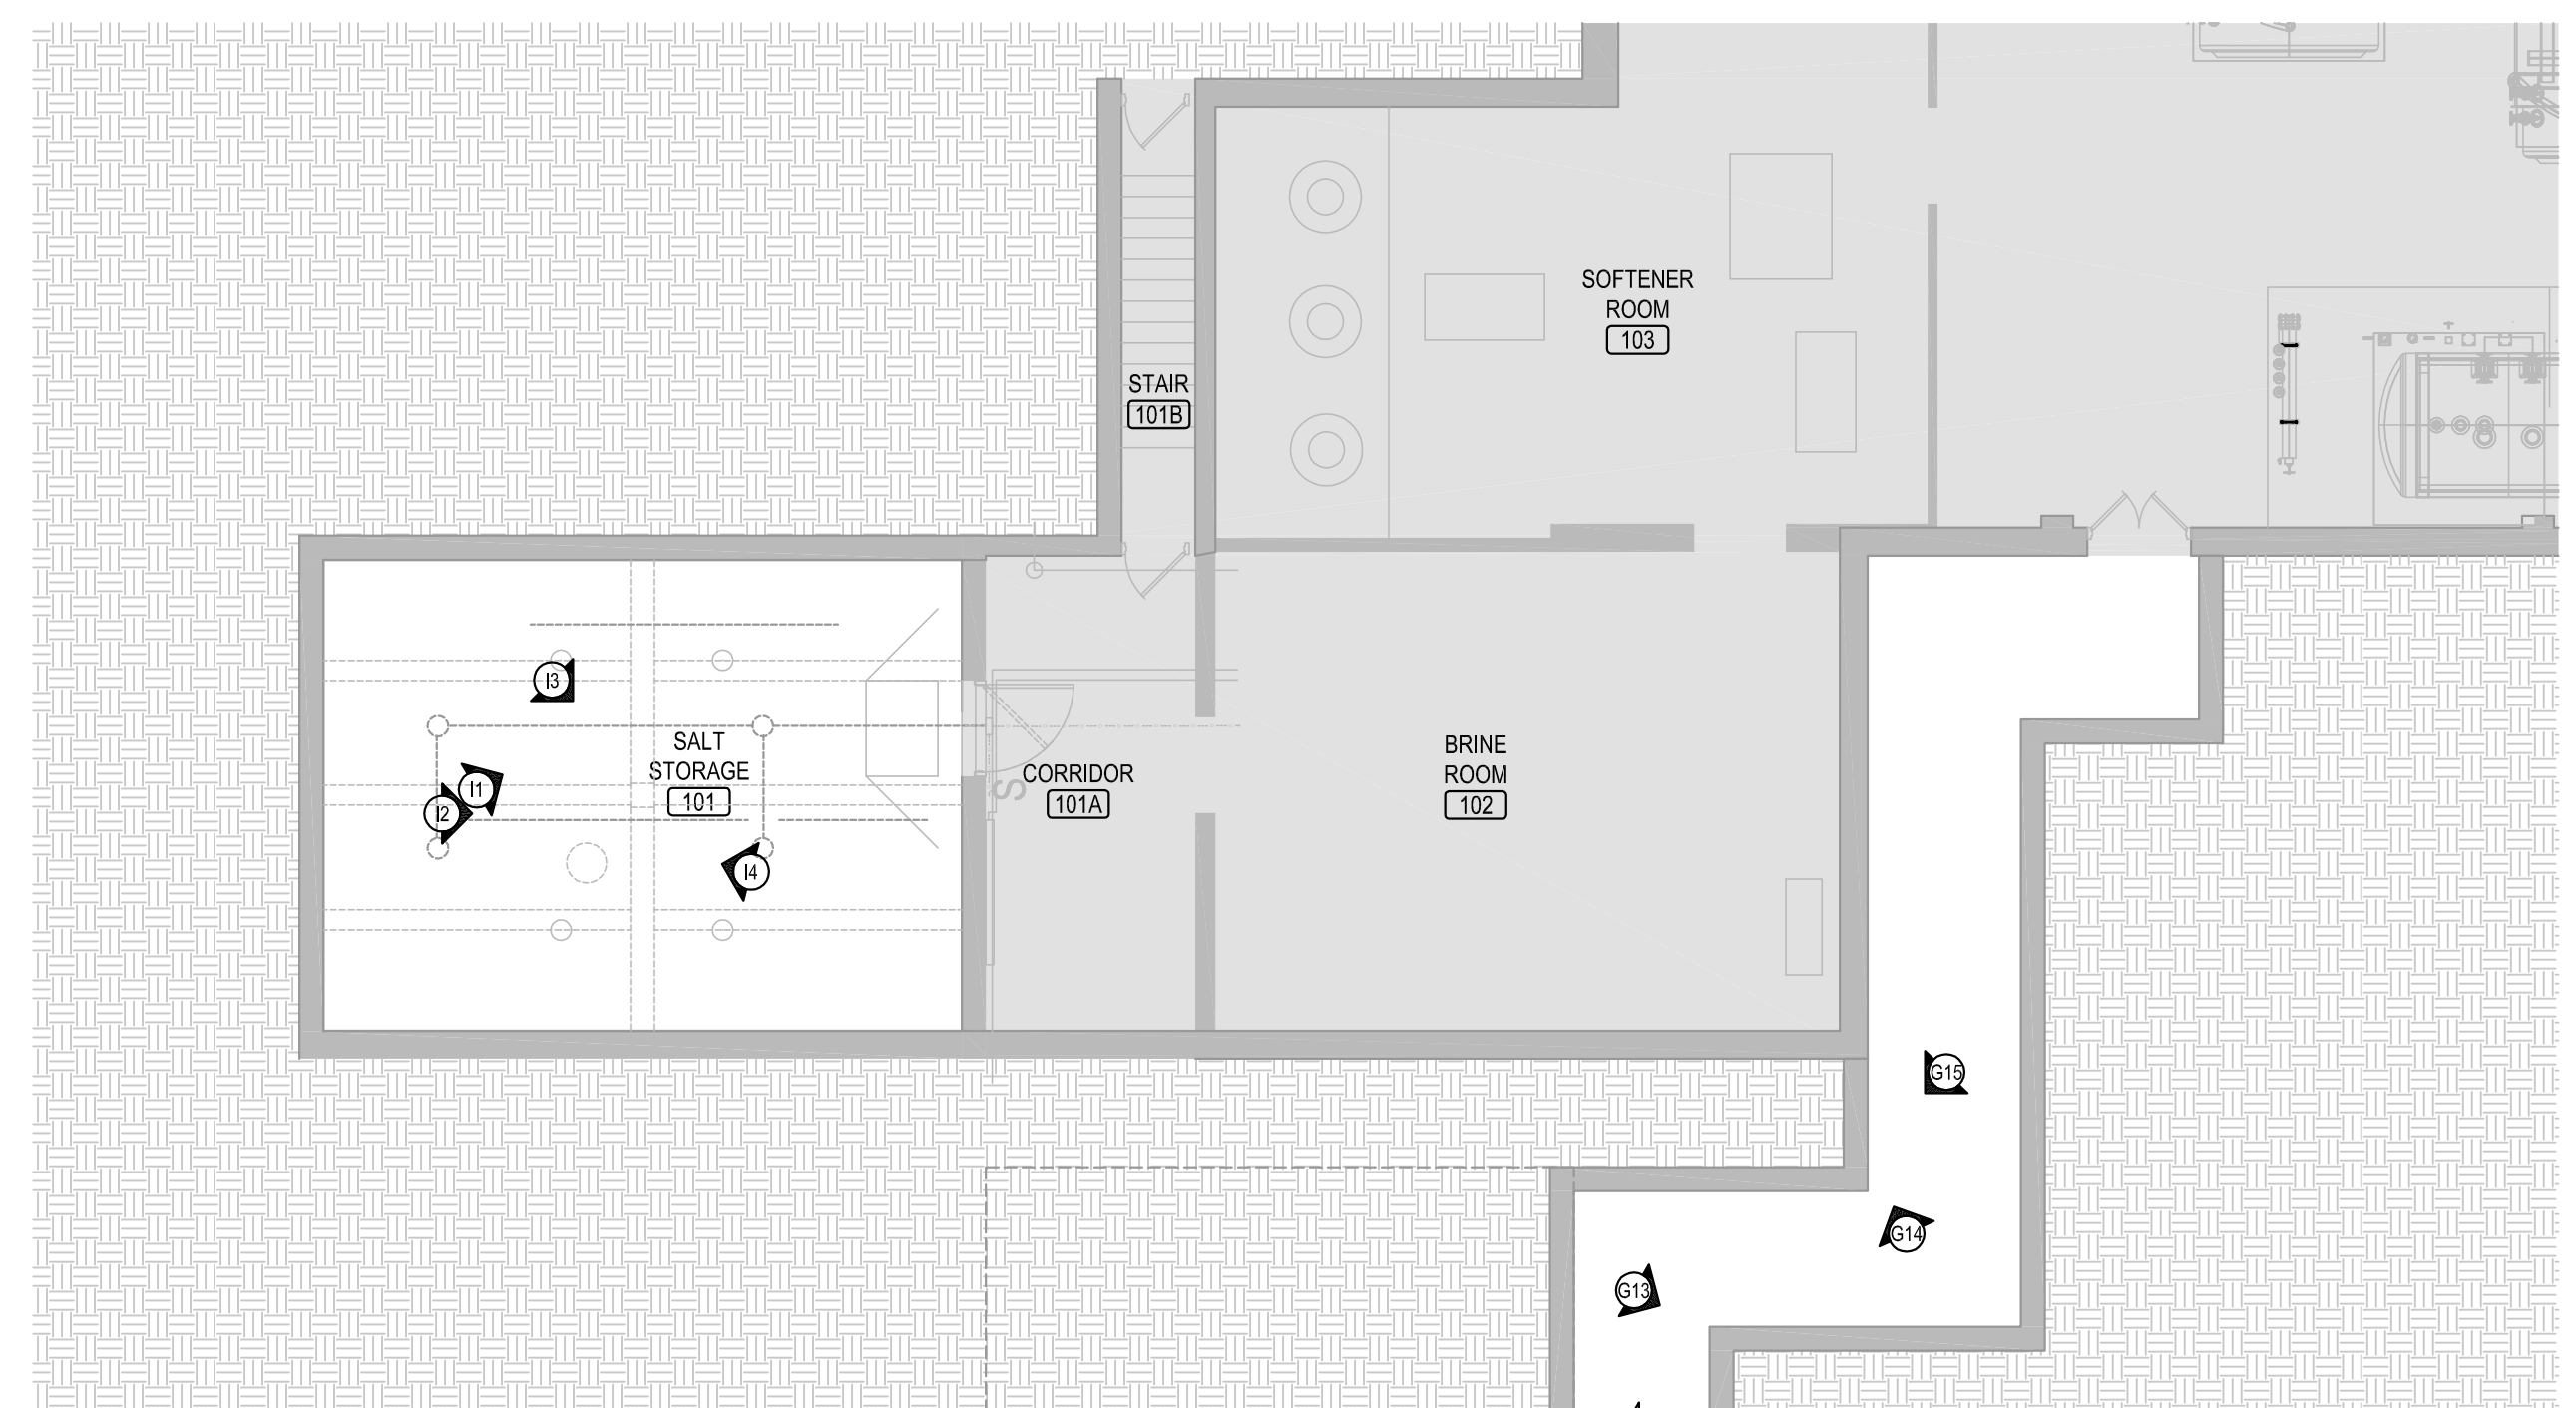 SOFTENER
ROOM
103
STAIR
101B
I3
SALT
STORAGE
101
I1
I2
I4
S
CORRIDOR
101A
BRINE
ROOM
102
G15
G14
G13